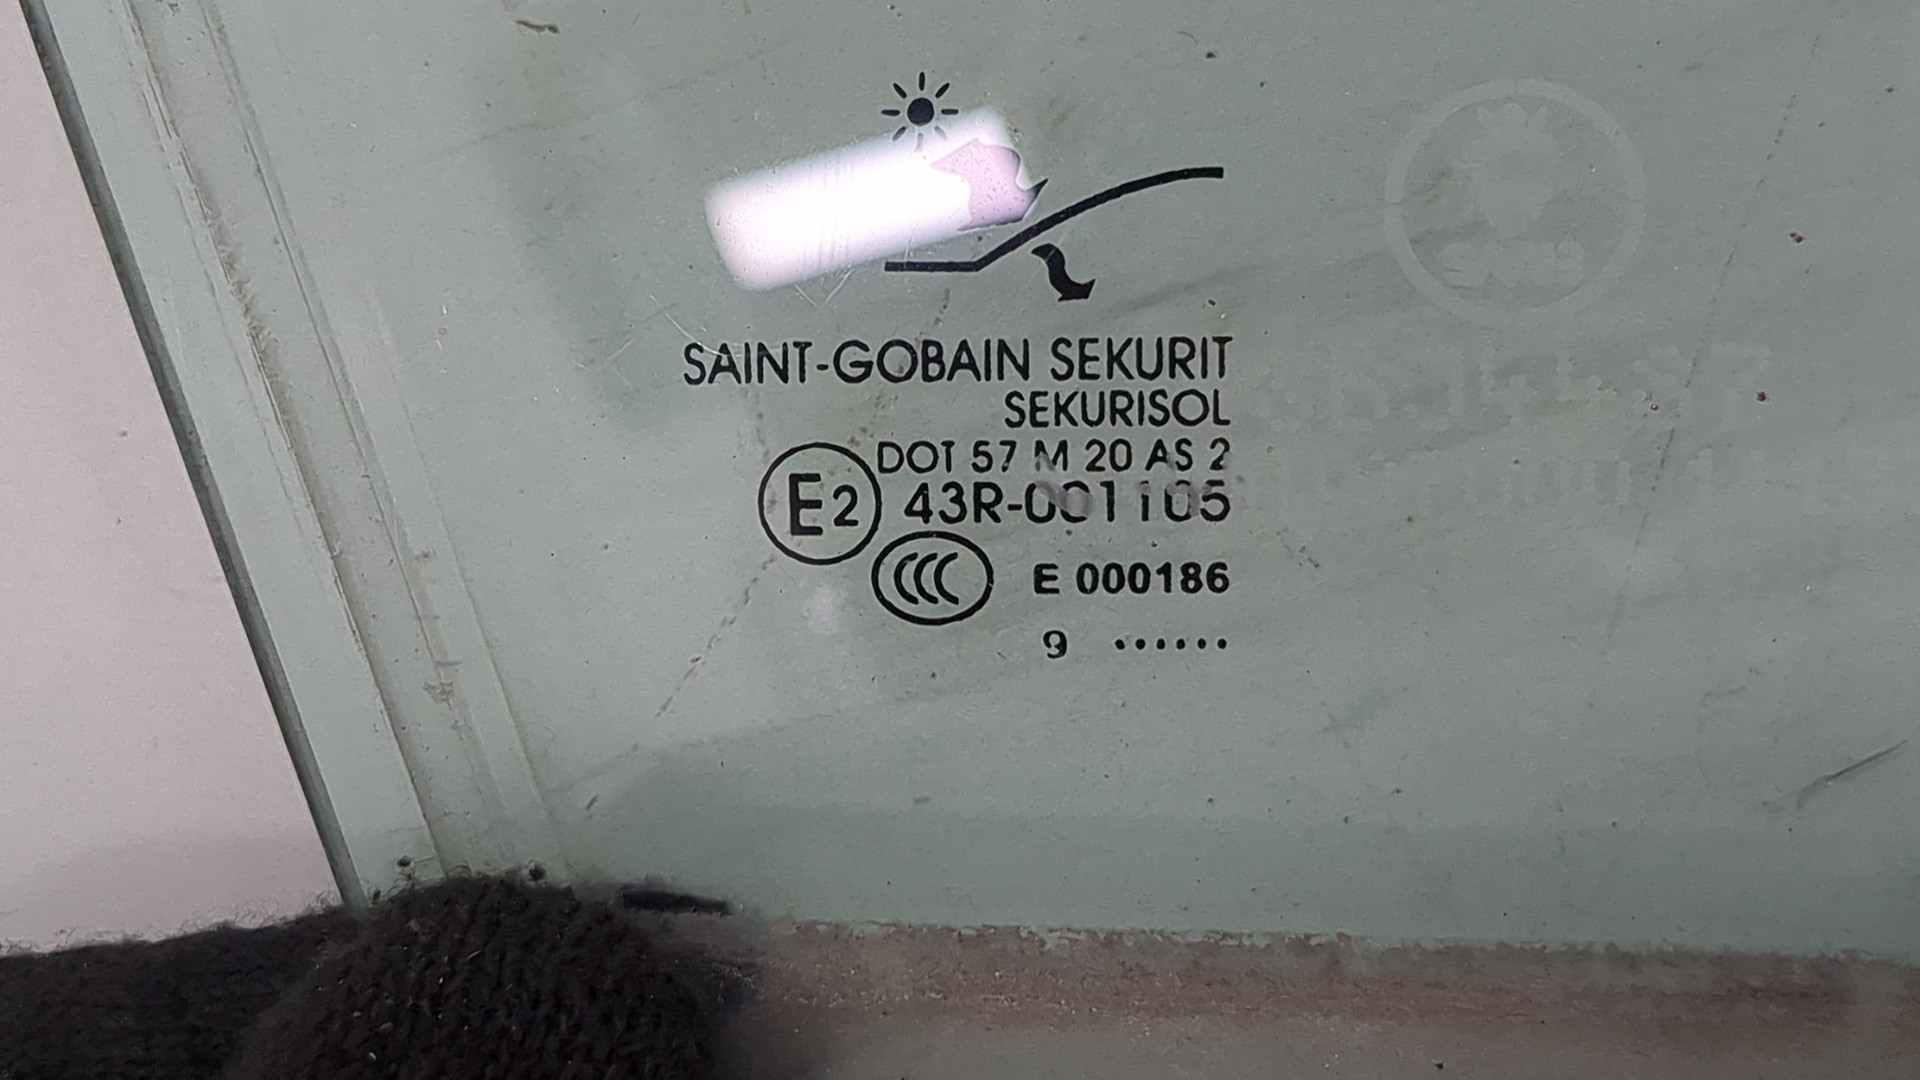 SAINT-GOBAIN SEKURIT
SEKURISOL
DOT 57 M 20 AS 2
E2 43R-001105
CCC E 000186
9 ......